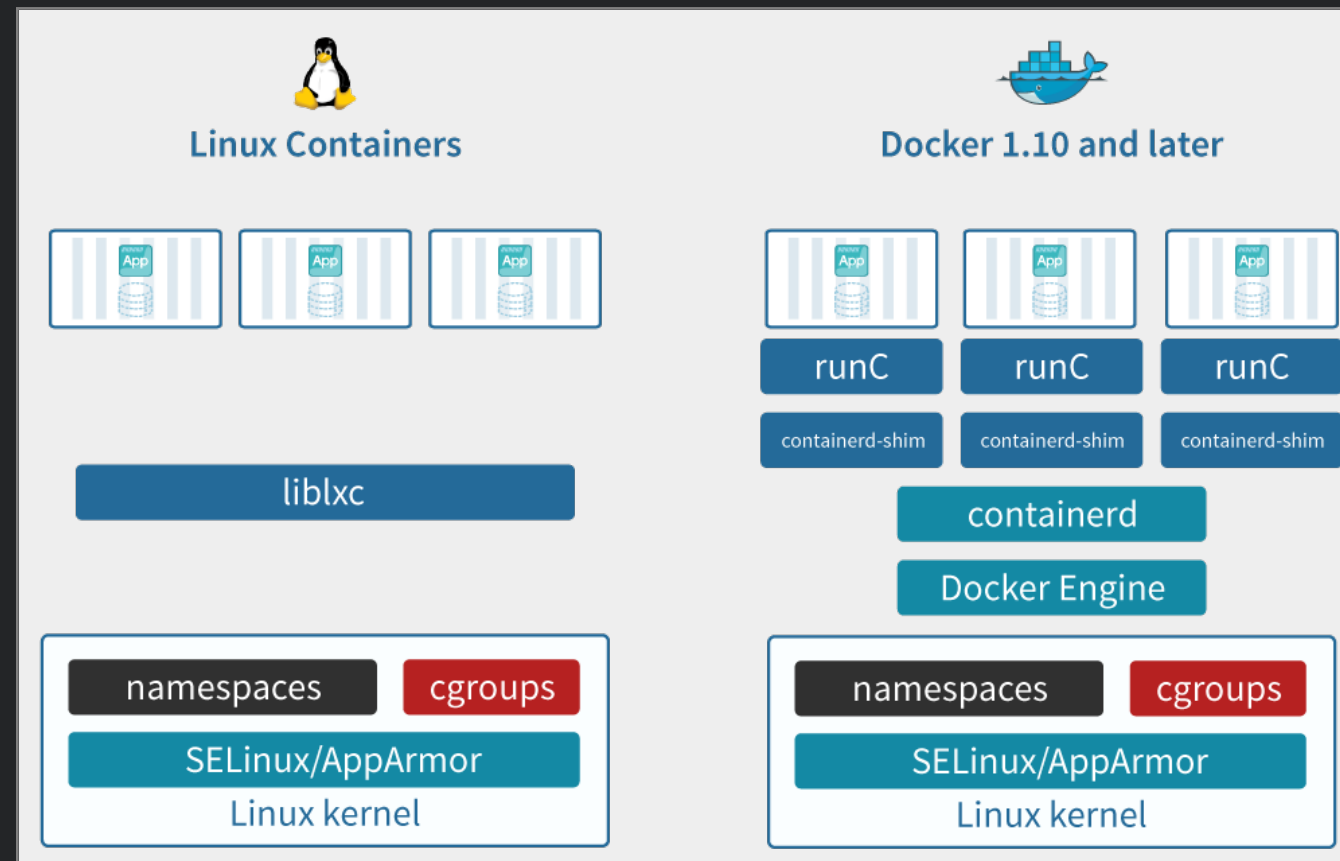 Linux Containers
App
App
App
liblxc
namespaces
cgroups
SELinux/AppArmor
Linux kernel
Docker 1.10 and later
App
App
App
runC
runC
runC
containerd-shim
containerd-shim
containerd-shim
containerd
Docker Engine
namespaces
cgroups
SELinux/AppArmor
Linux kernel